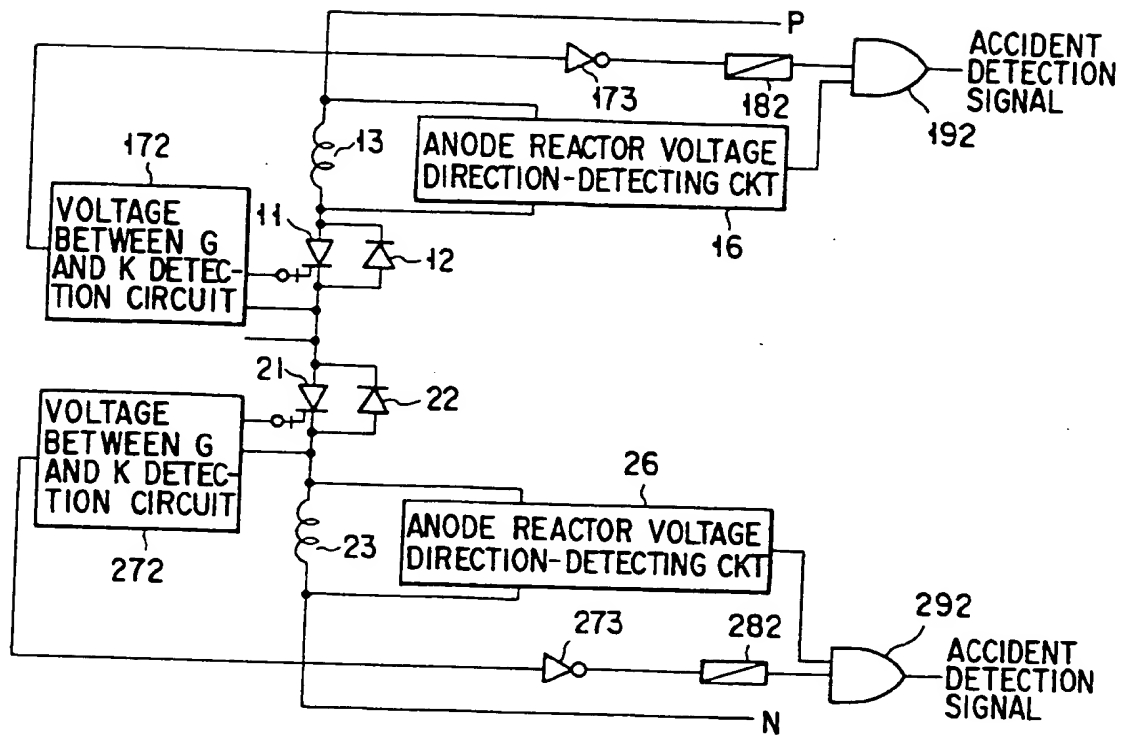 P
ACCIDENT
DETECTION
SIGNAL
173
182
192
13
ANODE REACTOR VOLTAGE
DIRECTION-DETECTING CKT
16
172
VOLTAGE
BETWEEN G
AND K DETEC-
TION CIRCUIT
11
12
21
22
VOLTAGE
BETWEEN G
AND K DETEC-
TION CIRCUIT
272
26
ANODE REACTOR VOLTAGE
DIRECTION-DETECTING CKT
23
273
282
292
ACCIDENT
DETECTION
SIGNAL
N